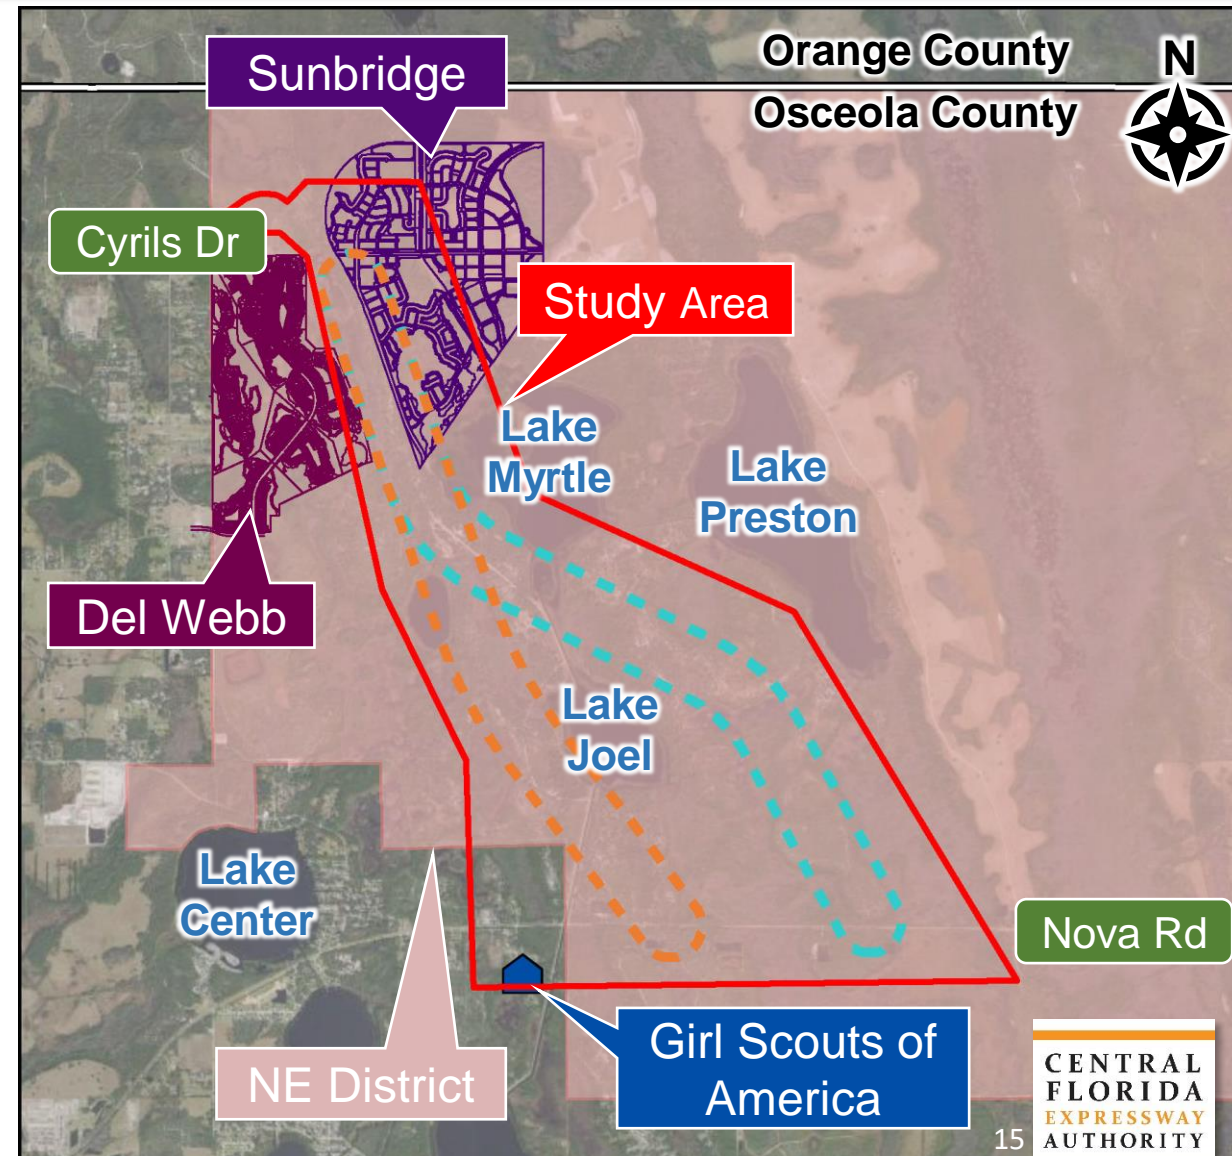 Orange County
N
Sunbridge
Osceola County
Cyrils Dr
Study Area
Lake
Myrtle
Lake
Preston
Del Webb
Lake
Joel
Lake
Center
Nova Rd
Girl Scouts of
America
NE District
CENTRAL
FLORIDA
EXPRESSWAY
15
AUTHORITY